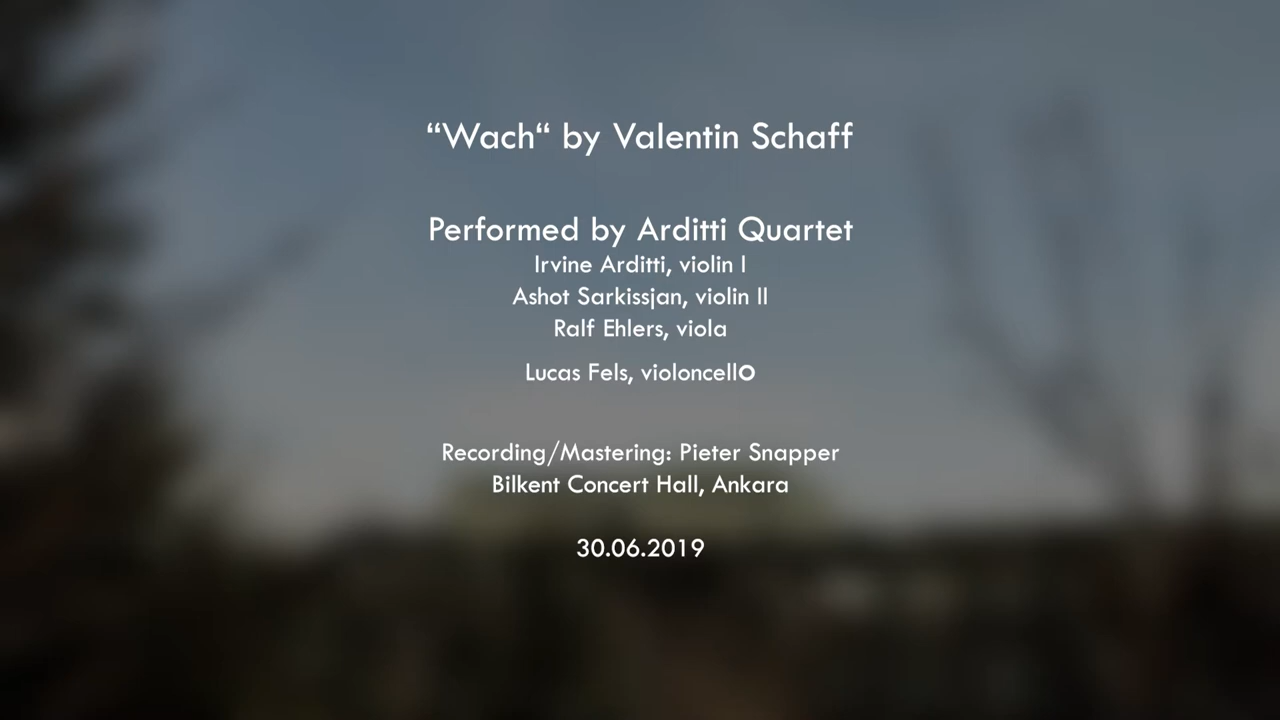 “Wach“ by Valentin Schaff
Performed by Arditti Quartet
Irvine Arditti, violin I
Ashot Sarkissjan, violin II
Ralf Ehlers, viola
Lucas Fels, violoncello
Recording/Mastering: Pieter Snapper
Bilkent Concert Hall, Ankara
30.06.2019